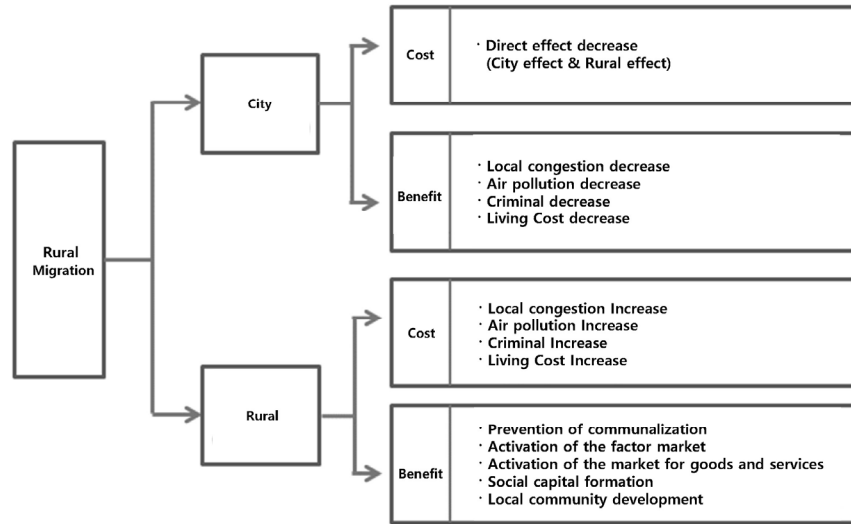 Rural
Migration
City
Cost
· Direct effect decrease
(City effect & Rural effect)
Benefit
· Local congestion decrease
· Air pollution decrease
· Criminal decrease
· Living Cost decrease
Rural
Cost
· Local congestion Increase
· Air pollution Increase
· Criminal Increase
· Living Cost Increase
Benefit
· Prevention of communalization
· Activation of the factor market
· Activation of the market for goods and services
· Social capital formation
· Local community development